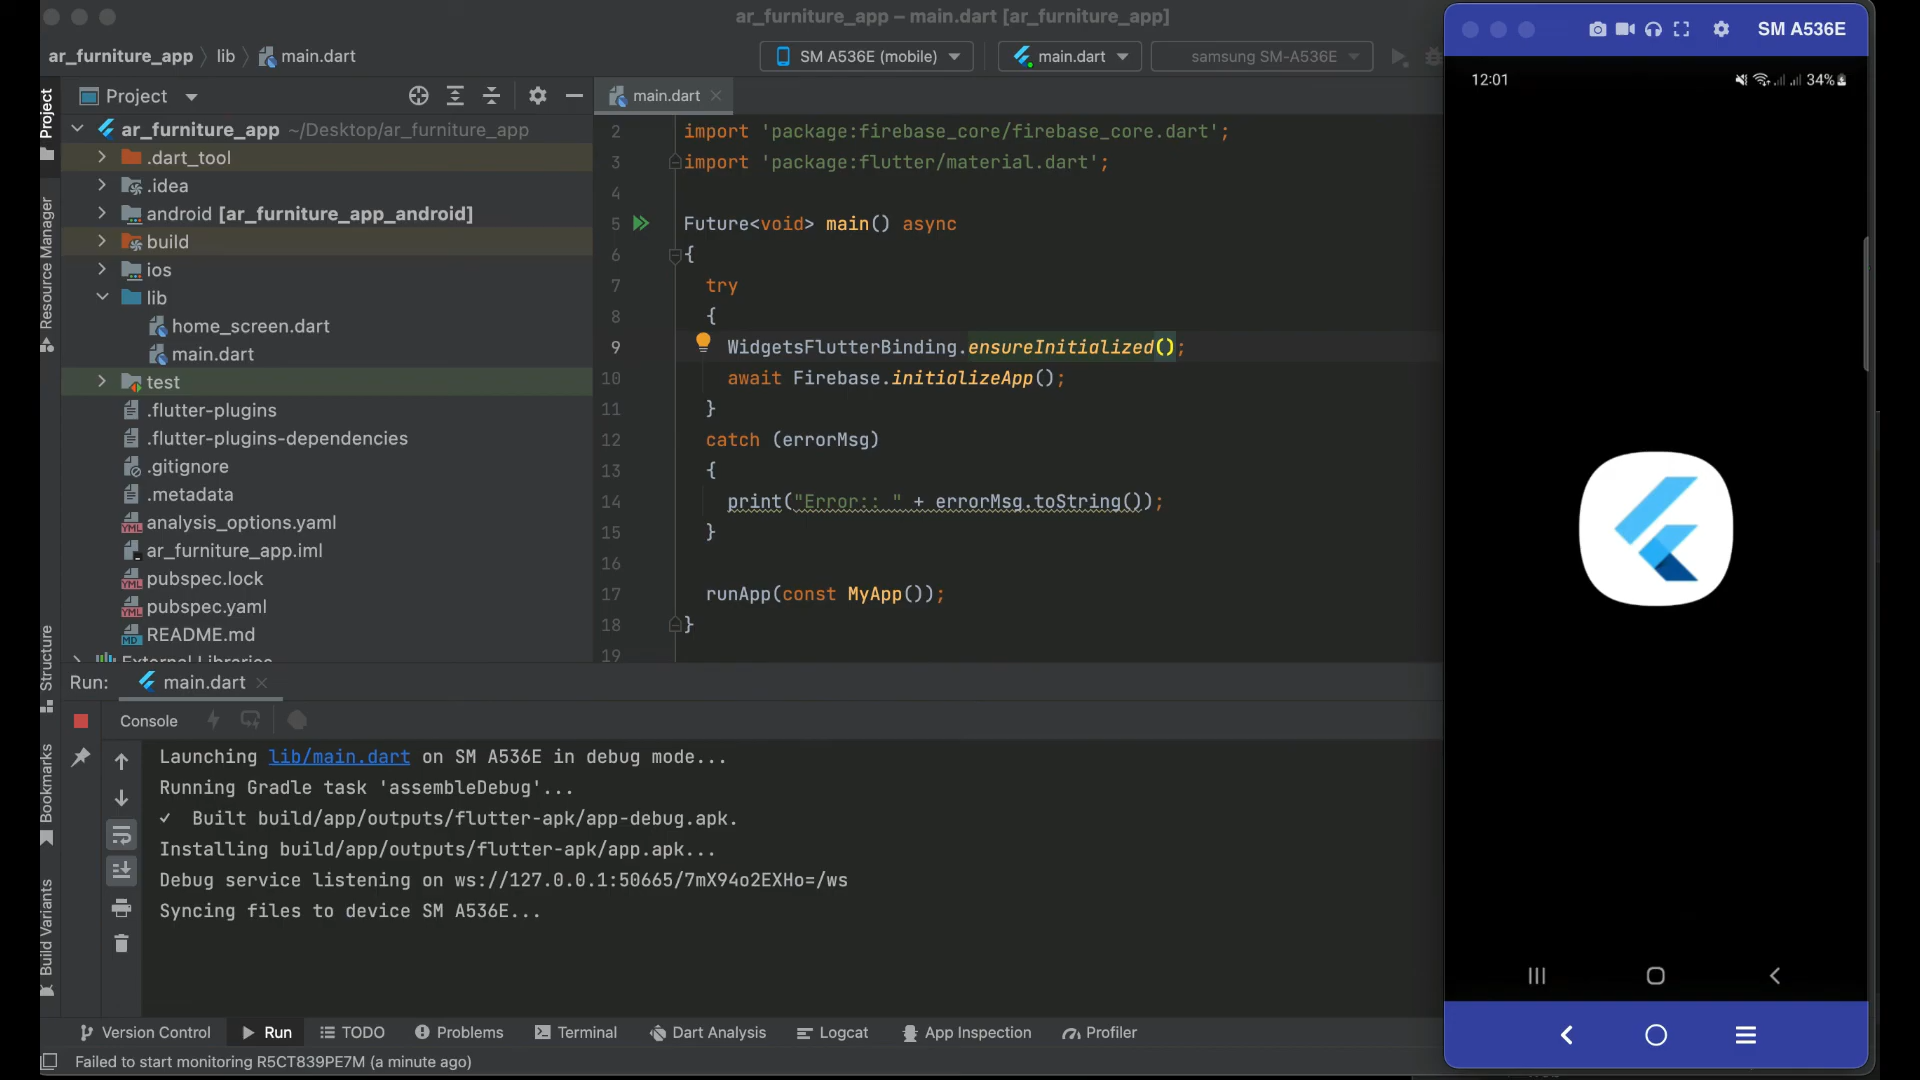 ar_furniture_app – main.dart [ar_furniture_app]
ar_furniture_app
lib
main.dart
SM A536E (mobile)
main.dart
samsung SM-A536E
Project
Resource Manager
Structure
Bookmarks
Build Variants
Project
ar_furniture_app ~/Desktop/ar_furniture_app
.dart_tool
.idea
android [ar_furniture_app_android]
build
ios
lib
home_screen.dart
main.dart
test
.flutter-plugins
.flutter-plugins-dependencies
.gitignore
.metadata
analysis_options.yaml
ar_furniture_app.iml
pubspec.lock
pubspec.yaml
README.md
External Libraries
main.dart
2 import 'package:firebase_core/firebase_core.dart';
3 import 'package:flutter/material.dart';
4
5 Future<void> main() async
6 {
7 try
8 {
9 WidgetsFlutterBinding.ensureInitialized();
10 await Firebase.initializeApp();
11 }
12 catch (errorMsg)
13 {
14 print("Error:: " + errorMsg.toString());
15 }
16
17 runApp(const MyApp());
18 }
19
Run:
main.dart
Console
Launching lib/main.dart on SM A536E in debug mode...
Running Gradle task 'assembleDebug'...
✓ Built build/app/outputs/flutter-apk/app-debug.apk.
Installing build/app/outputs/flutter-apk/app.apk...
Debug service listening on ws://127.0.0.1:50665/7mX94o2EXHo=/ws
Syncing files to device SM A536E...
Version Control
Run
TODO
Problems
Terminal
Dart Analysis
Logcat
App Inspection
Profiler
Failed to start monitoring R5CT839PE7M (a minute ago)
SM A536E
12:01
34%